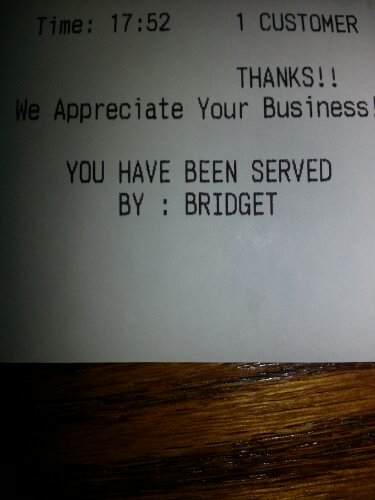 Time: 17:52 1 CUSTOMER
THANKS!!
We Appreciate Your Business!
YOU HAVE BEEN SERVED
BY : BRIDGET